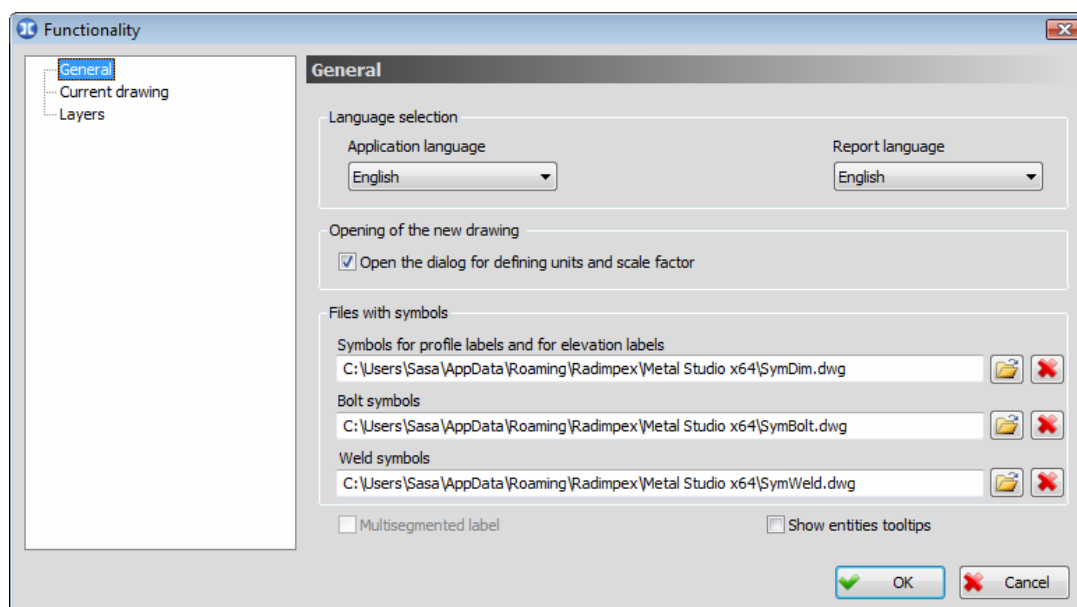 Functionality
General
Current drawing
Layers
General
Language selection
Application language
Report language
English
English
Opening of the new drawing
Open the dialog for defining units and scale factor
Files with symbols
Symbols for profile labels and for elevation labels
C:\Users\Sasa\AppData\Roaming\Radimpex\Metal Studio x64\SymDim.dwg
Bolt symbols
C:\Users\Sasa\AppData\Roaming\Radimpex\Metal Studio x64\SymBolt.dwg
Weld symbols
C:\Users\Sasa\AppData\Roaming\Radimpex\Metal Studio x64\SymWeld.dwg
Multisegmented label
Show entities tooltips
OK
Cancel